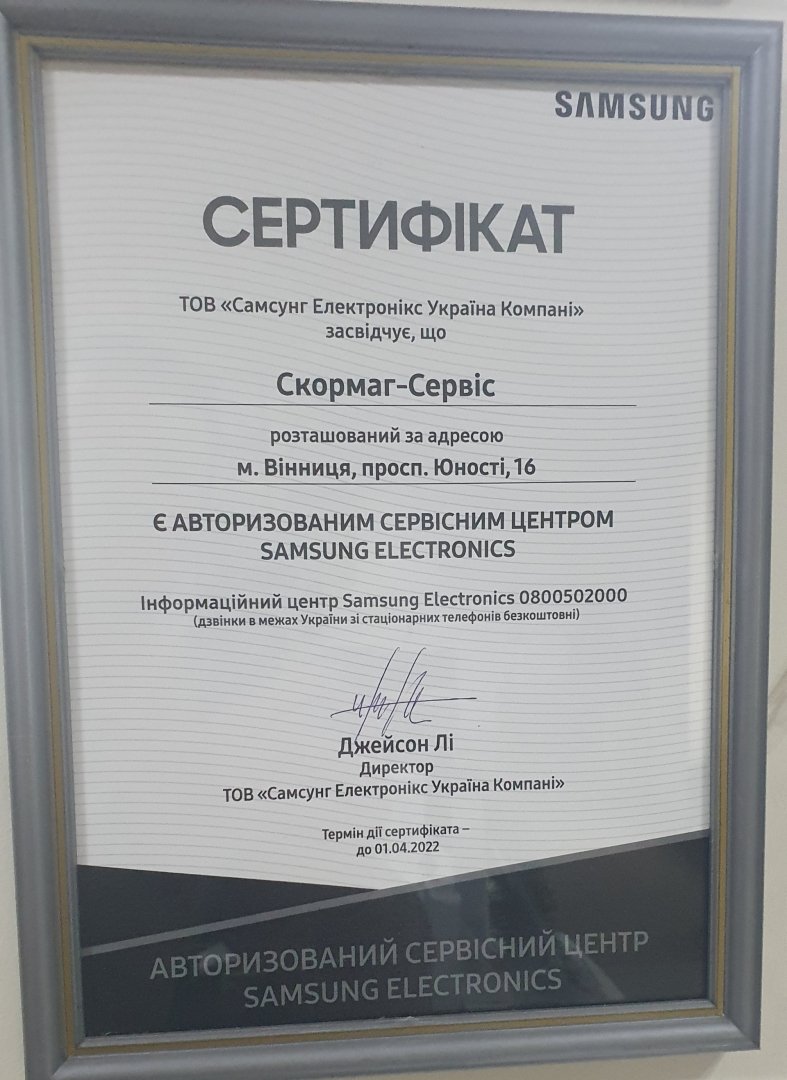 SAMSUNG
СЕРТИФІКАТ
ТОВ «Самсунг Електронікс Україна Компані»
засвідчує, що
Скормаг-Сервіс
розташований за адресою
м. Вінниця, просп. Юності, 16
Є АВТОРИЗОВАНИМ СЕРВІСНИМ ЦЕНТРОМ
SAMSUNG ELECTRONICS
Інформаційний центр Samsung Electronics 0800502000
(дзвінки в межах України зі стаціонарних телефонів безкоштовні)
Джейсон Лі
Директор
ТОВ «Самсунг Електронікс Україна Компані»
Термін дії сертифіката –
до 01.04.2022
АВТОРИЗОВАНИЙ СЕРВІСНИЙ ЦЕНТР
SAMSUNG ELECTRONICS